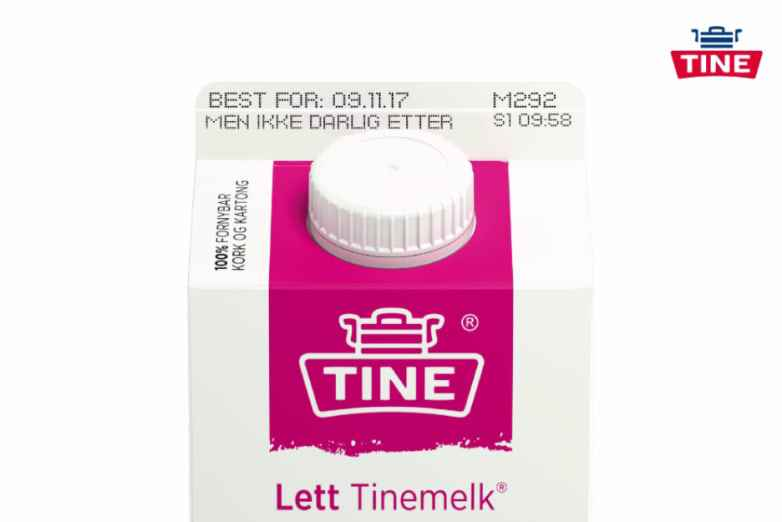 TINE
BEST FOR: 09.11.17 M292
MEN IKKE DARLIG ETTER S1 09:58
100% FORNYBAR
KORK OG KARTONG
TINE ®
Lett Tinemelk®